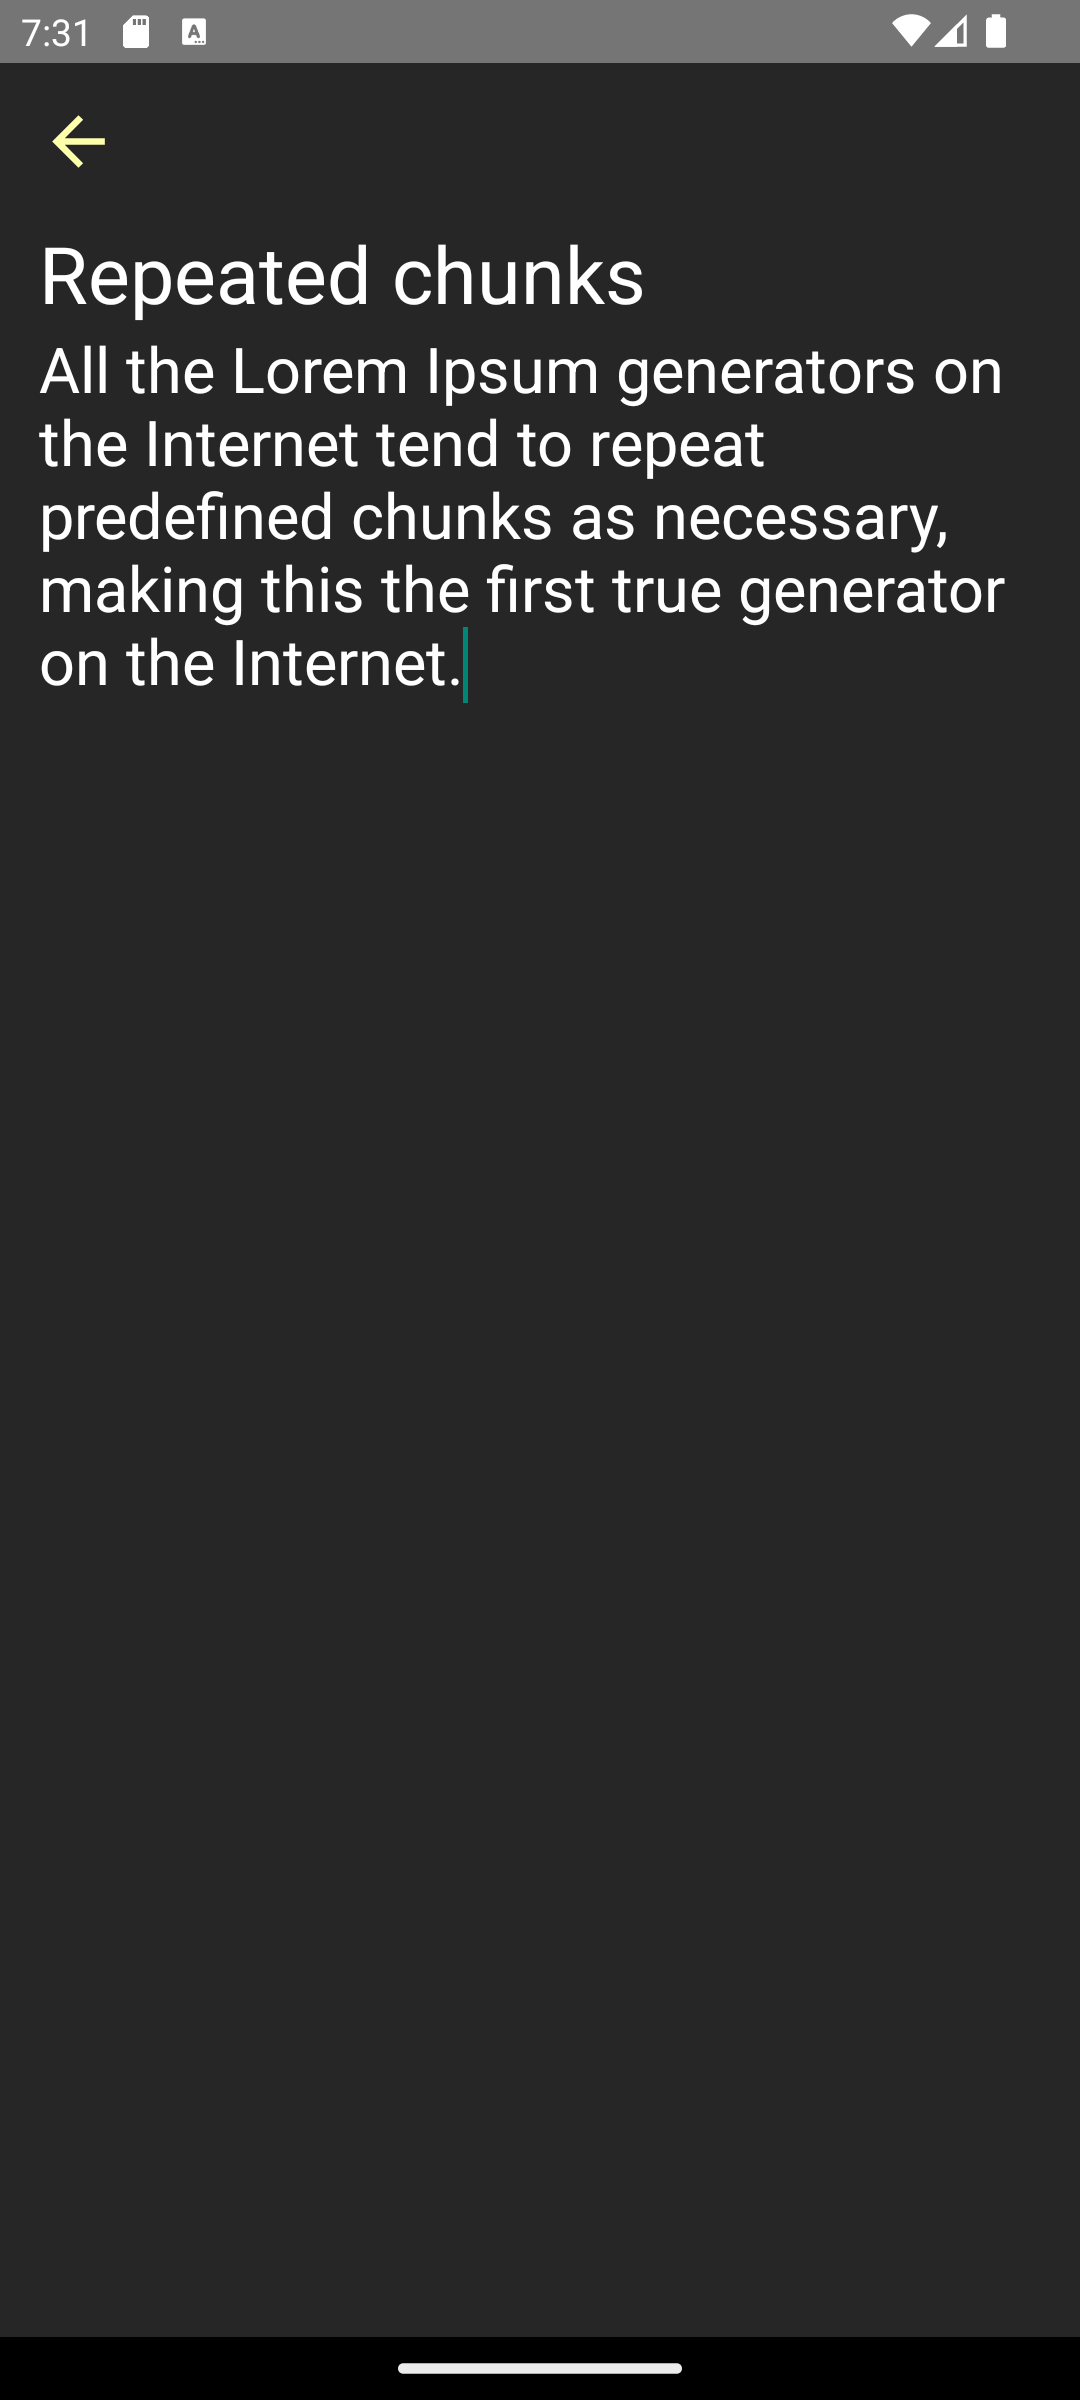 7:31
Repeated chunks
All the Lorem Ipsum generators on
the Internet tend to repeat
predefined chunks as necessary,
making this the first true generator
on the Internet.